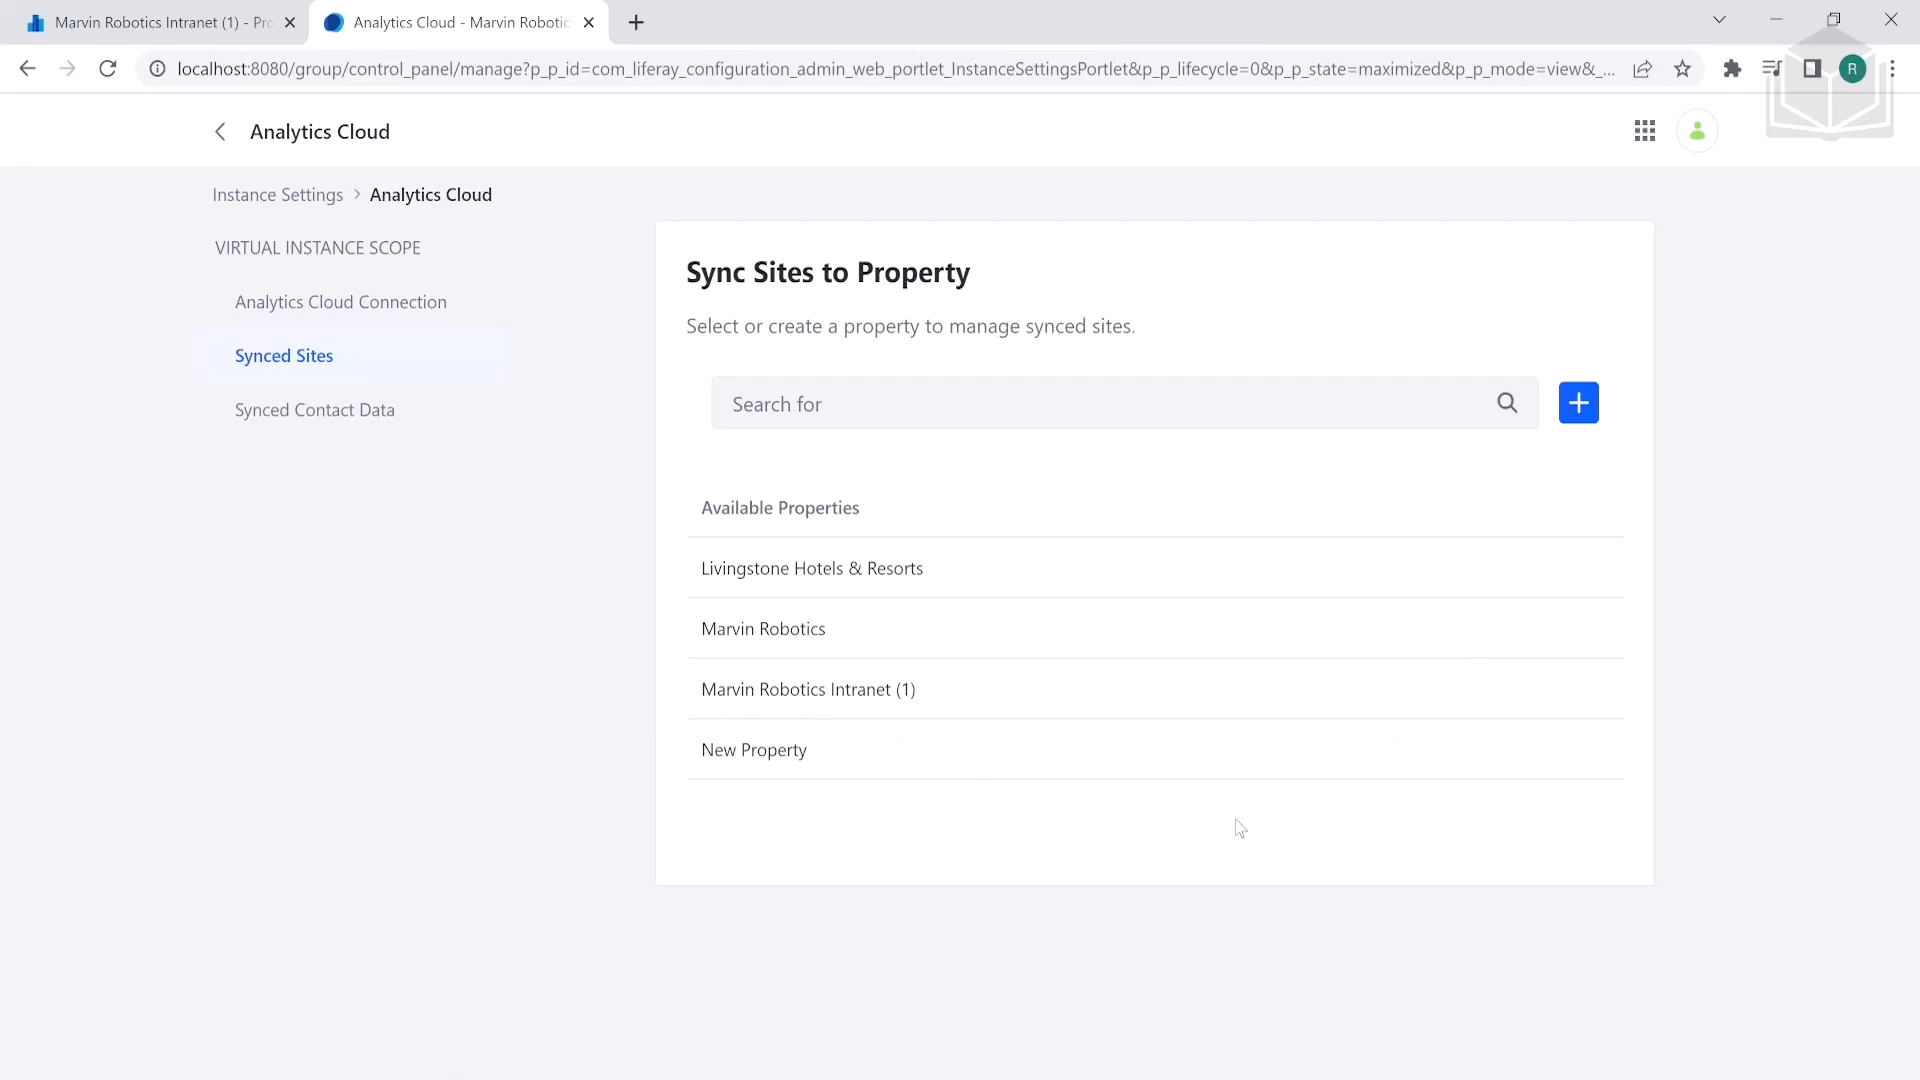 Marvin Robotics Intranet (1) - Pro
Analytics Cloud - Marvin Robotic
localhost:8080/group/control_panel/manage?p_p_id=com_liferay_configuration_admin_web_portlet_InstanceSettingsPortlet&p_p_lifecycle=0&p_p_state=maximized&p_p_mode=view&_...
R
Analytics Cloud
Instance Settings > Analytics Cloud
VIRTUAL INSTANCE SCOPE
Analytics Cloud Connection
Synced Sites
Synced Contact Data
Sync Sites to Property
Select or create a property to manage synced sites.
Search for
Available Properties
Livingstone Hotels & Resorts
Marvin Robotics
Marvin Robotics Intranet (1)
New Property